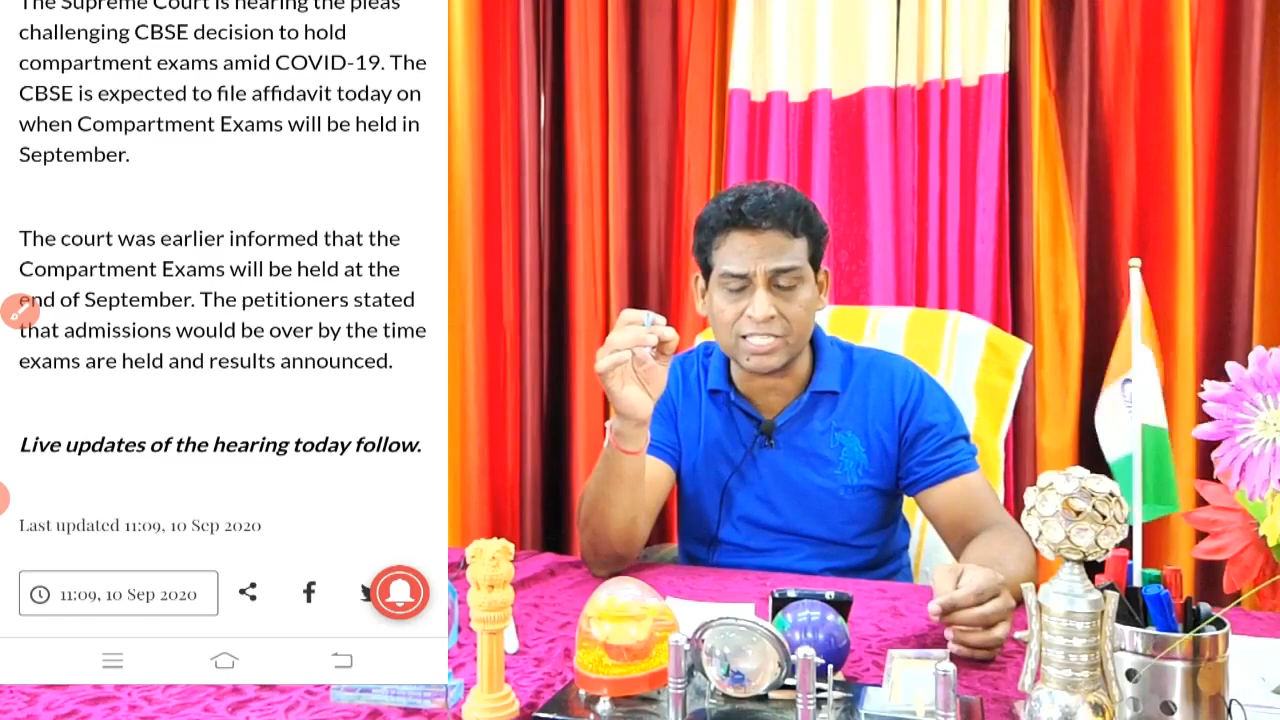 The Supreme Court is hearing the pleas
challenging CBSE decision to hold
compartment exams amid COVID-19. The
CBSE is expected to file affidavit today on
when Compartment Exams will be held in
September.
The court was earlier informed that the
Compartment Exams will be held at the
end of September. The petitioners stated
that admissions would be over by the time
exams are held and results announced.
Live updates of the hearing today follow.
Last updated 11:09, 10 Sep 2020
11:09, 10 Sep 2020